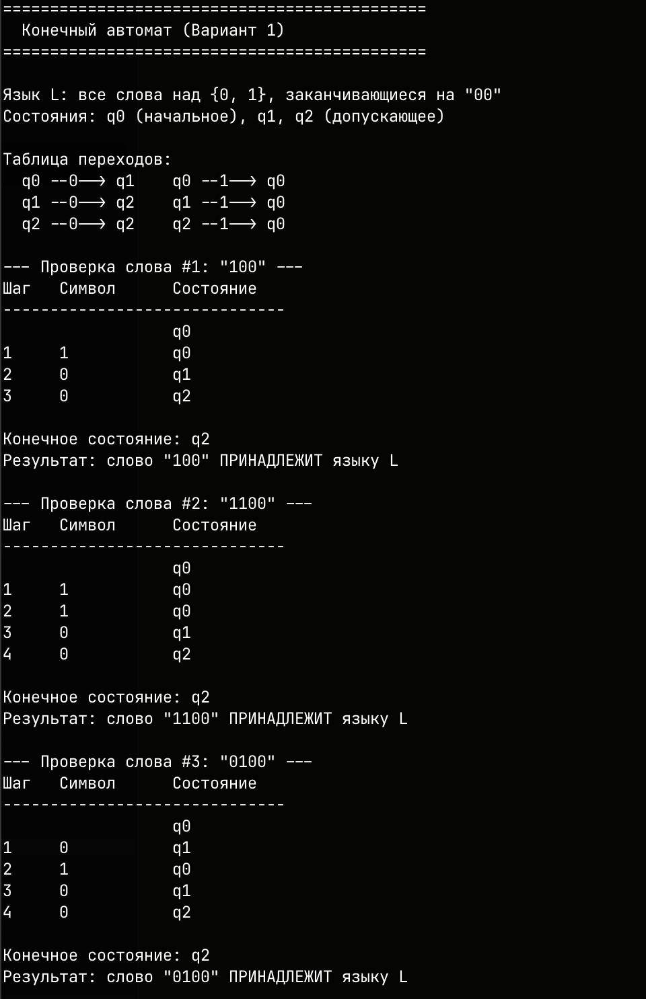 =============================================
  Конечный автомат (Вариант 1)
=============================================
Язык L: все слова над {0, 1}, заканчивающиеся на "00"
Состояния: q0 (начальное), q1, q2 (допускающее)
Таблица переходов:
  q0 --0--> q1    q0 --1--> q0
  q1 --0--> q2    q1 --1--> q0
  q2 --0--> q2    q2 --1--> q0
--- Проверка слова #1: "100" ---
Шаг   Символ      Состояние
------------------------------
                  q0
1     1           q0
2     0           q1
3     0           q2
Конечное состояние: q2
Результат: слово "100" ПРИНАДЛЕЖИТ языку L
--- Проверка слова #2: "1100" ---
Шаг   Символ      Состояние
------------------------------
                  q0
1     1           q0
2     1           q0
3     0           q1
4     0           q2
Конечное состояние: q2
Результат: слово "1100" ПРИНАДЛЕЖИТ языку L
--- Проверка слова #3: "0100" ---
Шаг   Символ      Состояние
------------------------------
                  q0
1     0           q1
2     1           q0
3     0           q1
4     0           q2
Конечное состояние: q2
Результат: слово "0100" ПРИНАДЛЕЖИТ языку L